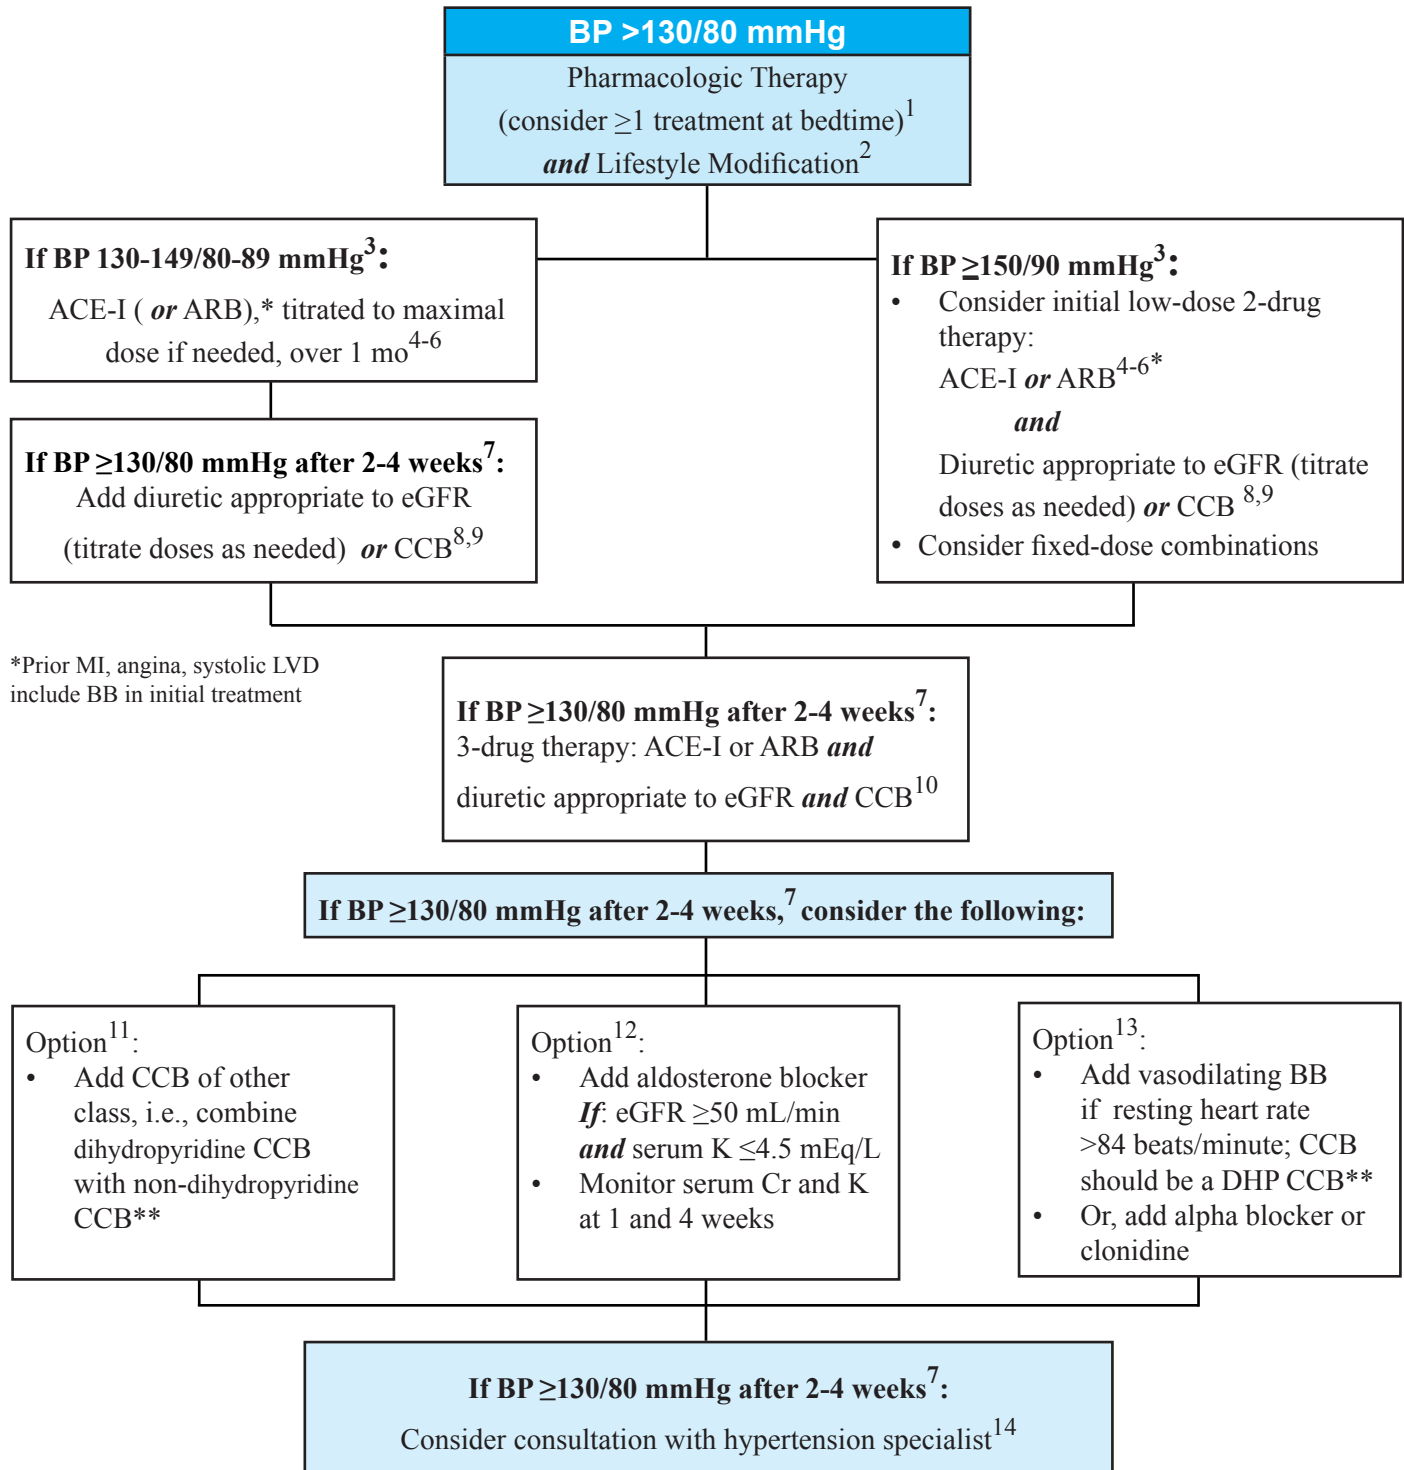 BP >130/80 mmHg
Pharmacologic Therapy
(consider ≥1 treatment at bedtime)1
and Lifestyle Modification2
If BP 130-149/80-89 mmHg3:
ACE-I ( or ARB),* titrated to maximal
dose if needed, over 1 mo4-6
If BP ≥150/90 mmHg3:
• Consider initial low-dose 2-drug
therapy:
ACE-I or ARB4-6*
and
Diuretic appropriate to eGFR (titrate
doses as needed) or CCB 8,9
• Consider fixed-dose combinations
If BP ≥130/80 mmHg after 2-4 weeks7:
Add diuretic appropriate to eGFR
(titrate doses as needed) or CCB8,9
*Prior MI, angina, systolic LVD
include BB in initial treatment
If BP ≥130/80 mmHg after 2-4 weeks7:
3-drug therapy: ACE-I or ARB and
diuretic appropriate to eGFR and CCB10
If BP ≥130/80 mmHg after 2-4 weeks,7 consider the following:
Option11:
• Add CCB of other
class, i.e., combine
dihydropyridine CCB
with non-dihydropyridine
CCB**
Option12:
• Add aldosterone blocker
If: eGFR ≥50 mL/min
and serum K ≤4.5 mEq/L
• Monitor serum Cr and K
at 1 and 4 weeks
Option13:
• Add vasodilating BB
if resting heart rate
>84 beats/minute; CCB
should be a DHP CCB**
• Or, add alpha blocker or
clonidine
If BP ≥130/80 mmHg after 2-4 weeks7:
Consider consultation with hypertension specialist14